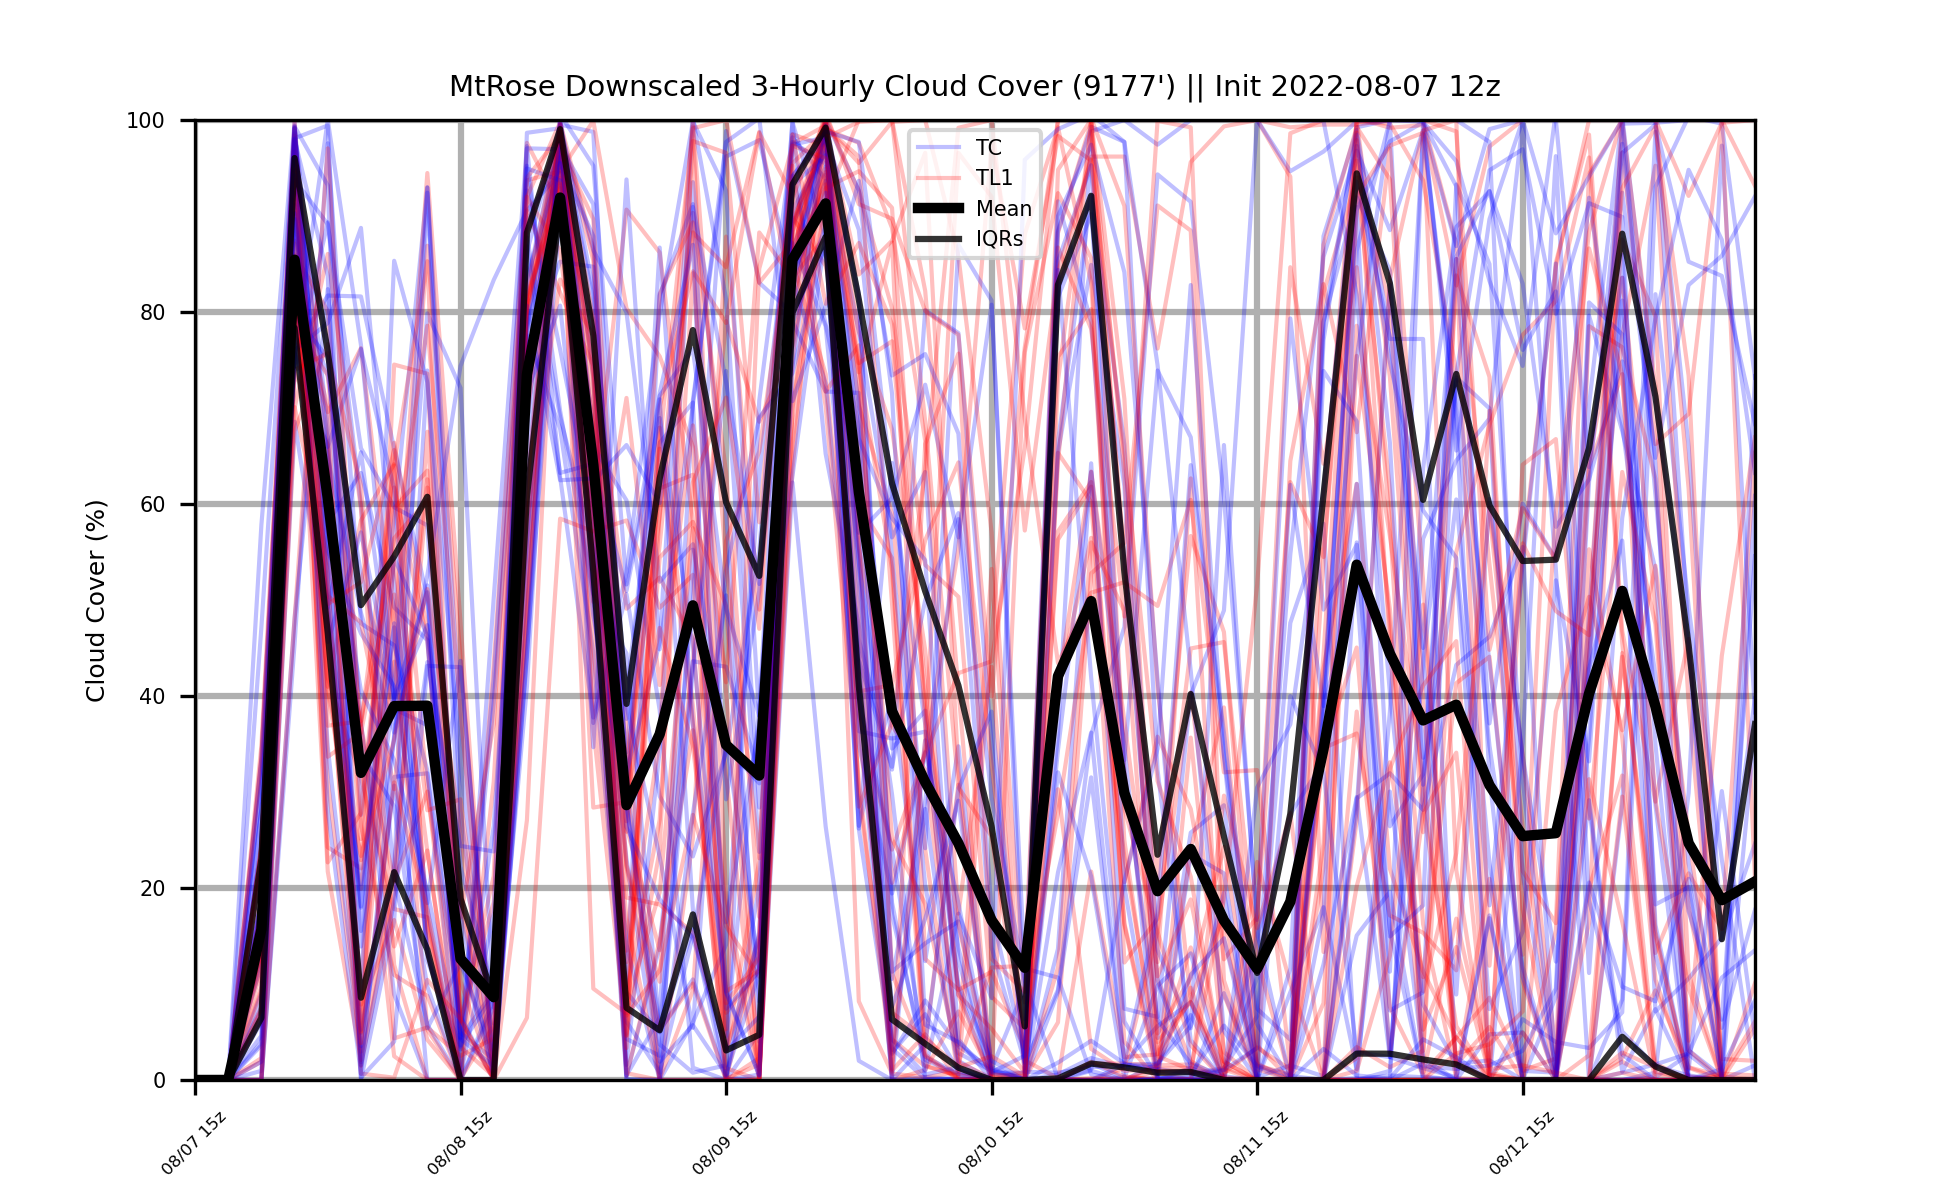 MtRose Downscaled 3-Hourly Cloud Cover (9177') || Init 2022-08-07 12z
TC
TL1
Mean
IQRs
Cloud Cover (%)
100
80
60
40
20
0
08/07 15z
08/08 15z
08/09 15z
08/10 15z
08/11 15z
08/12 15z